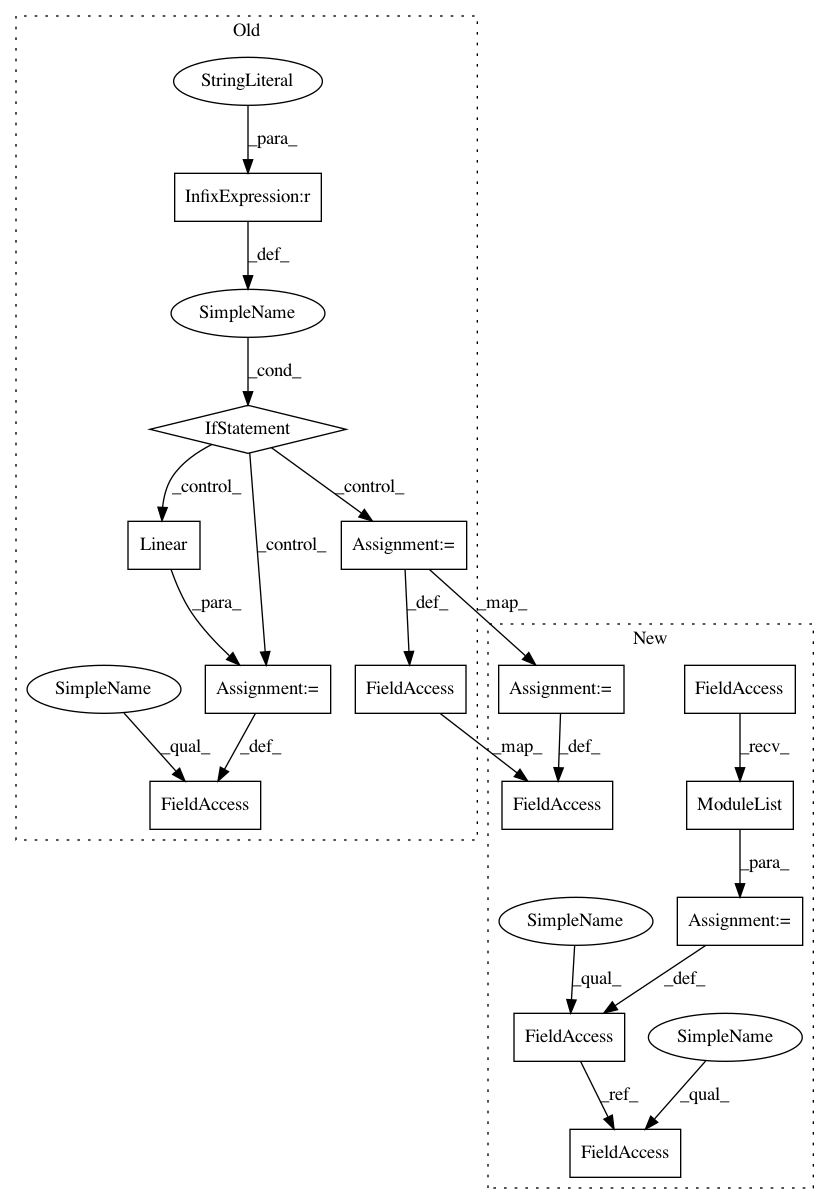 Old
StringLiteral
_para_
InfixExpression:r
_def_
SimpleName
_cond_
IfStatement
_control_
_control_
_control_
Linear
Assignment:=
_para_
_def_
_map_
New
SimpleName
Assignment:=
FieldAccess
Assignment:=
FieldAccess
_qual_
_def_
_map_
_def_
_recv_
FieldAccess
FieldAccess
ModuleList
_para_
SimpleName
Assignment:=
_qual_
_def_
FieldAccess
SimpleName
_ref_
_qual_
FieldAccess